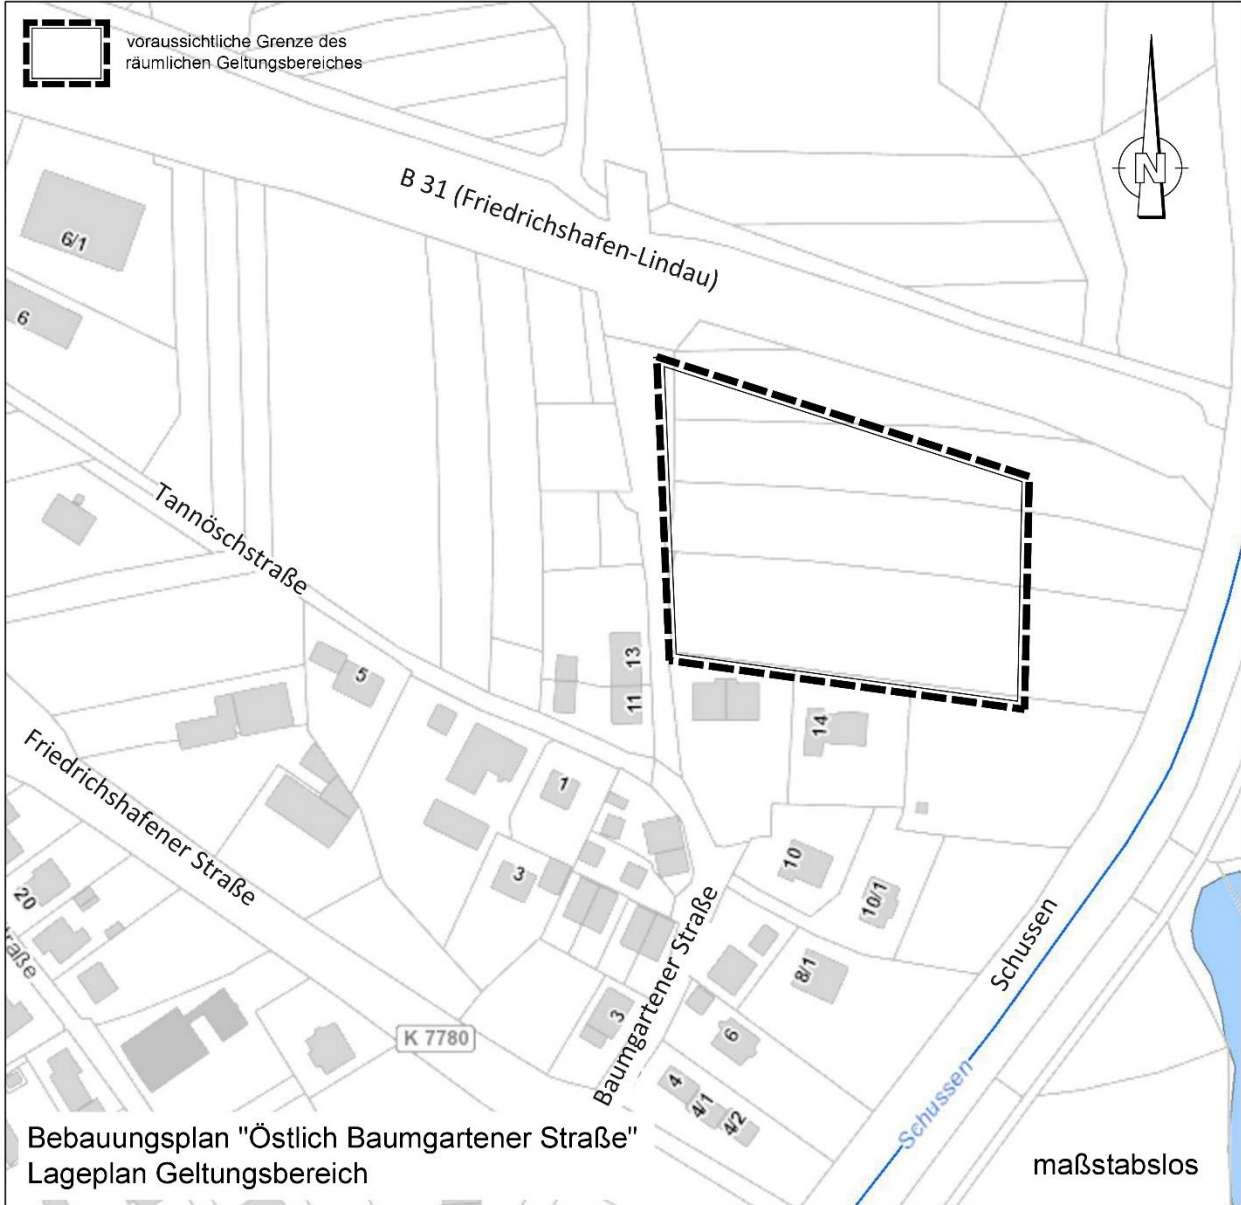 voraussichtliche Grenze des
räumlichen Geltungsbereiches
N
B 31 (Friedrichshafen-Lindau)
6/1
6
Tannöschstraße
5
13
11
14
1
3
10
10/1
Friedrichshafener Straße
20
raße
8/1
3
6
4
4/1
4/2
Baumgartener Straße
K 7780
Schussen
Schussen
Bebauungsplan "Östlich Baumgartener Straße"
Lageplan Geltungsbereich
maßstabslos